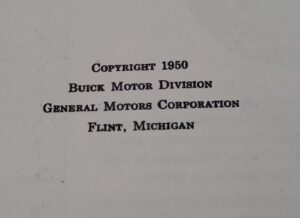 Copyright 1950
Buick Motor Division
General Motors Corporation
Flint, Michigan